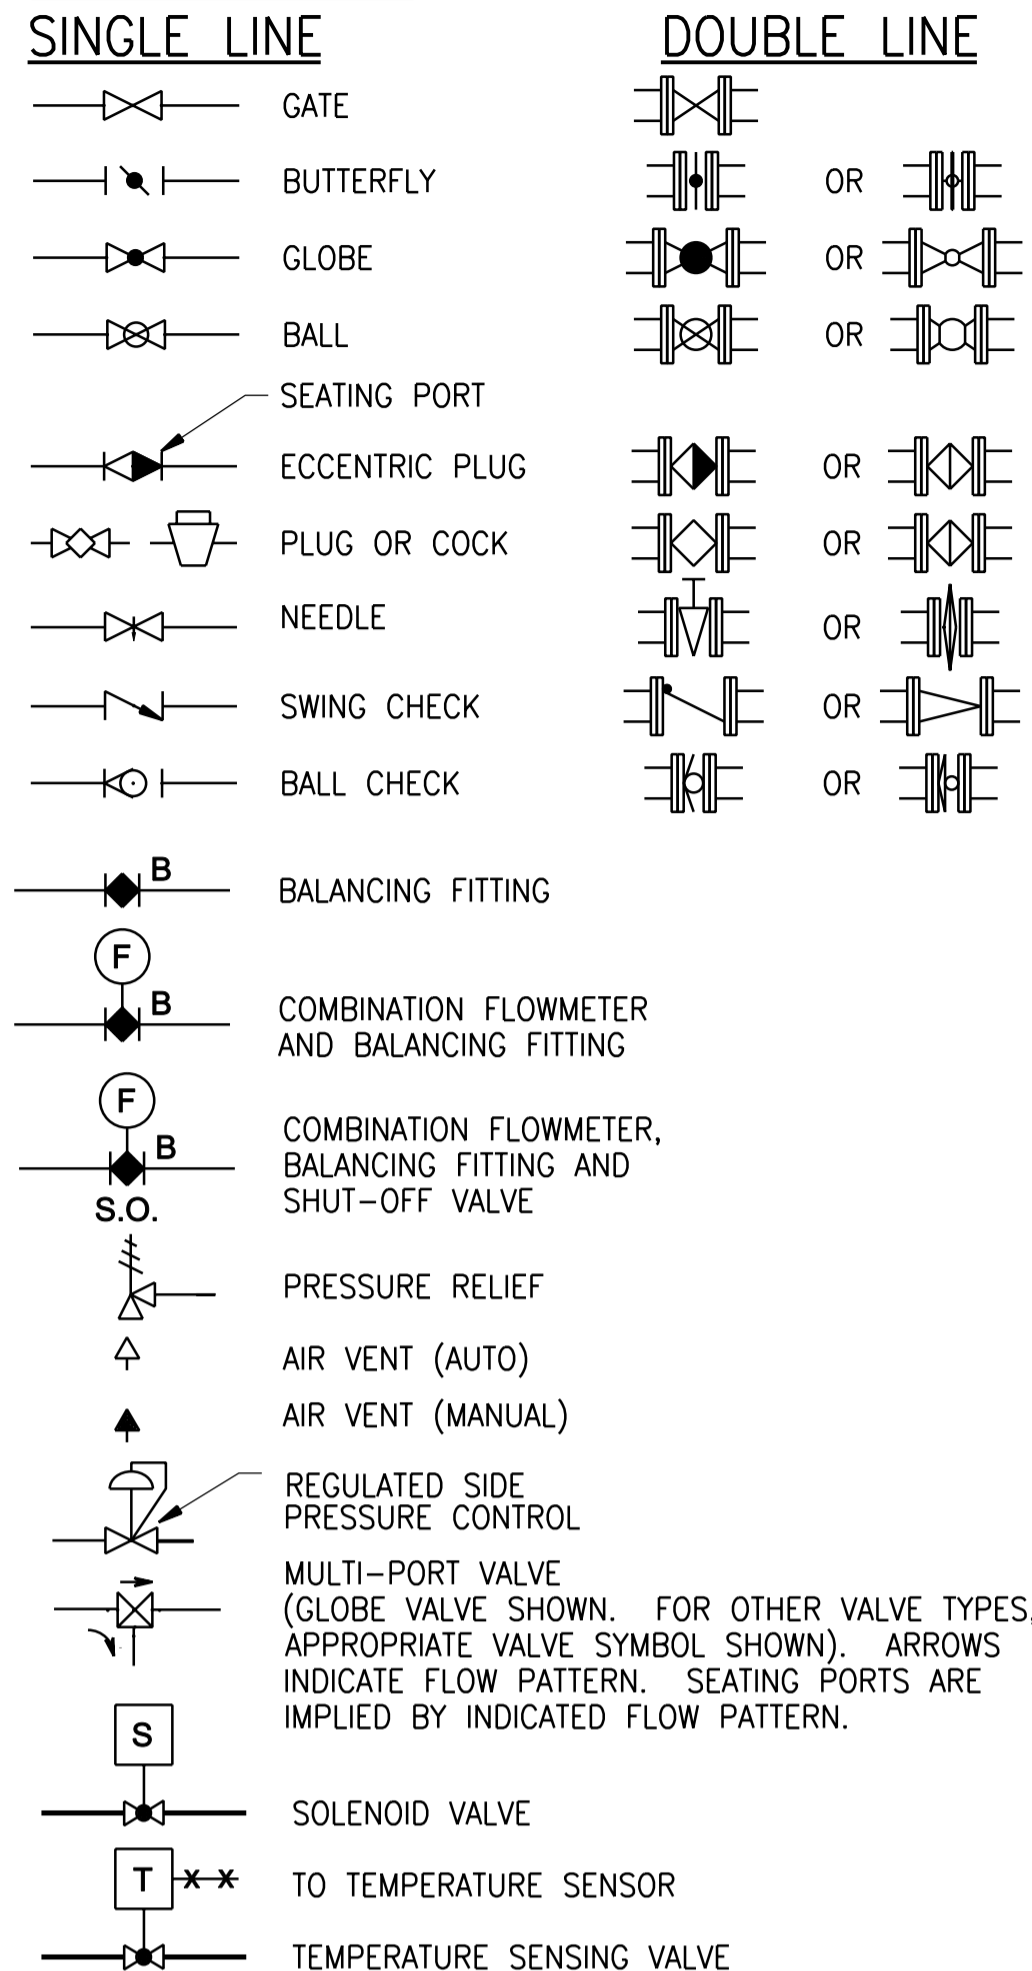 SINGLE LINE DOUBLE LINE
GATE
BUTTERFLY OR
GLOBE OR
BALL OR
SEATING PORT
ECCENTRIC PLUG OR
PLUG OR COCK OR
NEEDLE OR
SWING CHECK OR
BALL CHECK OR
B
BALANCING FITTING
F
B
COMBINATION FLOWMETER
AND BALANCING FITTING
F
B
S.O.
COMBINATION FLOWMETER,
BALANCING FITTING AND
SHUT-OFF VALVE
PRESSURE RELIEF
AIR VENT (AUTO)
AIR VENT (MANUAL)
REGULATED SIDE
PRESSURE CONTROL
MULTI-PORT VALVE
(GLOBE VALVE SHOWN. FOR OTHER VALVE TYPES,
APPROPRIATE VALVE SYMBOL SHOWN). ARROWS
INDICATE FLOW PATTERN. SEATING PORTS ARE
IMPLIED BY INDICATED FLOW PATTERN.
S
SOLENOID VALVE
T X X TO TEMPERATURE SENSOR
TEMPERATURE SENSING VALVE